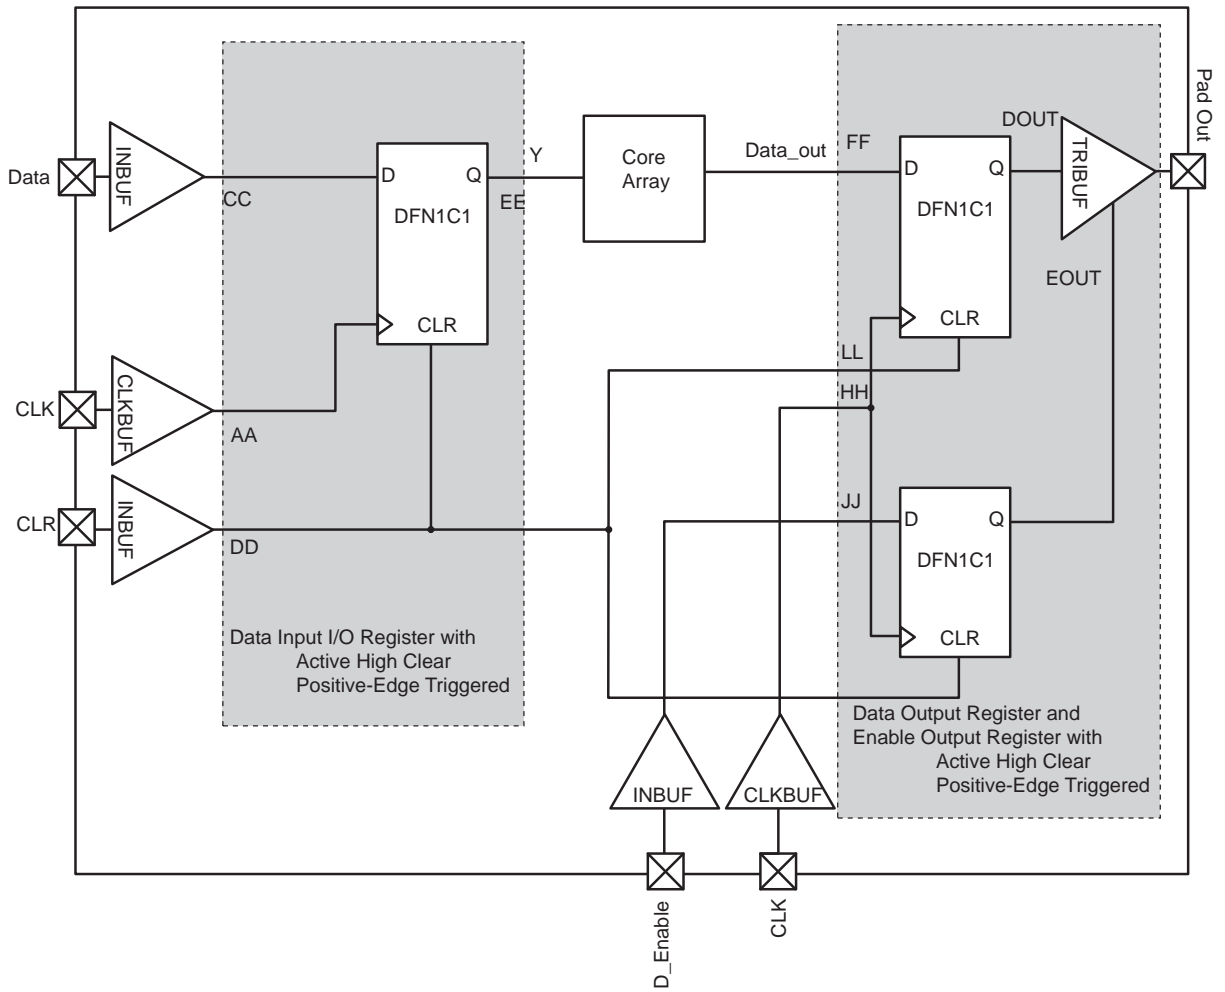 Data
INBUF
CC
D
Q
DFN1C1
CLR
Y
EE
Core
Array
Data_out
FF
D
Q
DFN1C1
CLR
DOUT
TRIBUF
Pad Out
EOUT
CLK
CLKBUF
AA
LL
HH
CLR
INBUF
DD
JJ
D
Q
DFN1C1
CLR
Data Input I/O Register with
Active High Clear
Positive-Edge Triggered
Data Output Register and
Enable Output Register with
Active High Clear
Positive-Edge Triggered
INBUF
CLKBUF
D_Enable
CLK